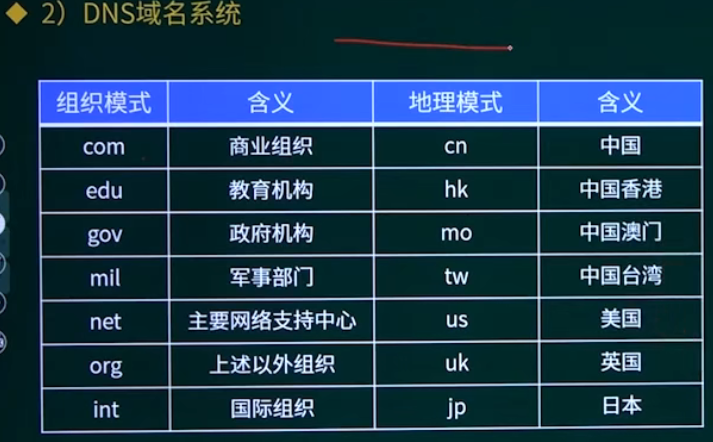 2）DNS域名系统
组织模式 含义 地理模式 含义
com 商业组织 cn 中国
edu 教育机构 hk 中国香港
gov 政府机构 mo 中国澳门
mil 军事部门 tw 中国台湾
net 主要网络支持中心 us 美国
org 上述以外组织 uk 英国
int 国际组织 jp 日本